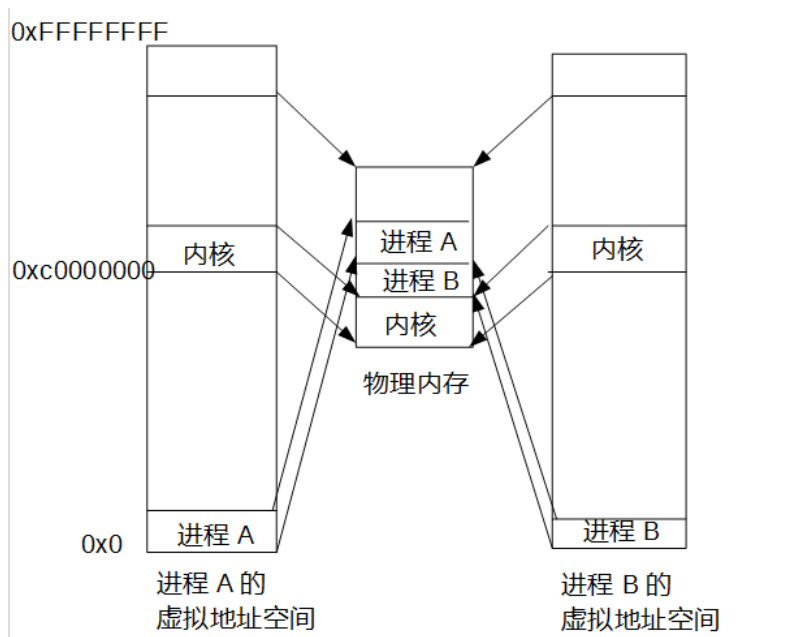 0xFFFFFFFF
进程 A
内核
内核
0xc0000000
进程 B
内核
物理内存
进程 A
进程 B
0x0
进程 A 的
虚拟地址空间
进程 B 的
虚拟地址空间